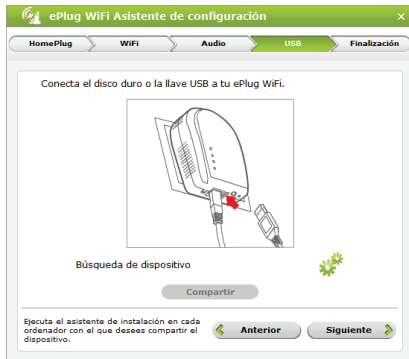 ePlug WiFi Asistente de configuración
HomePlug WiFi Audio USB Finalización
Conecta el disco duro o la llave USB a tu ePlug WiFi.
Búsqueda de dispositivo
Compartir
Ejecuta el asistente de instalación en cada
ordenador con el que desees compartir el
dispositivo.
Anterior Siguiente